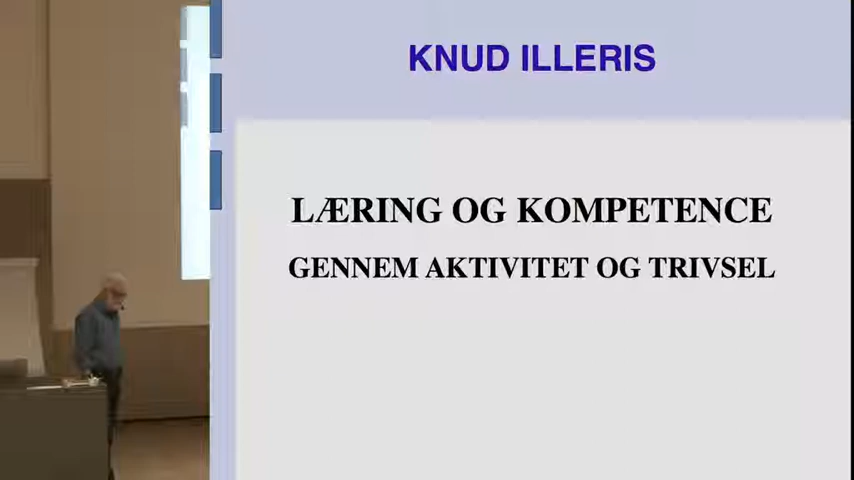 KNUD ILLERIS
LÆRING OG KOMPETENCE
GENNEM AKTIVITET OG TRIVSEL